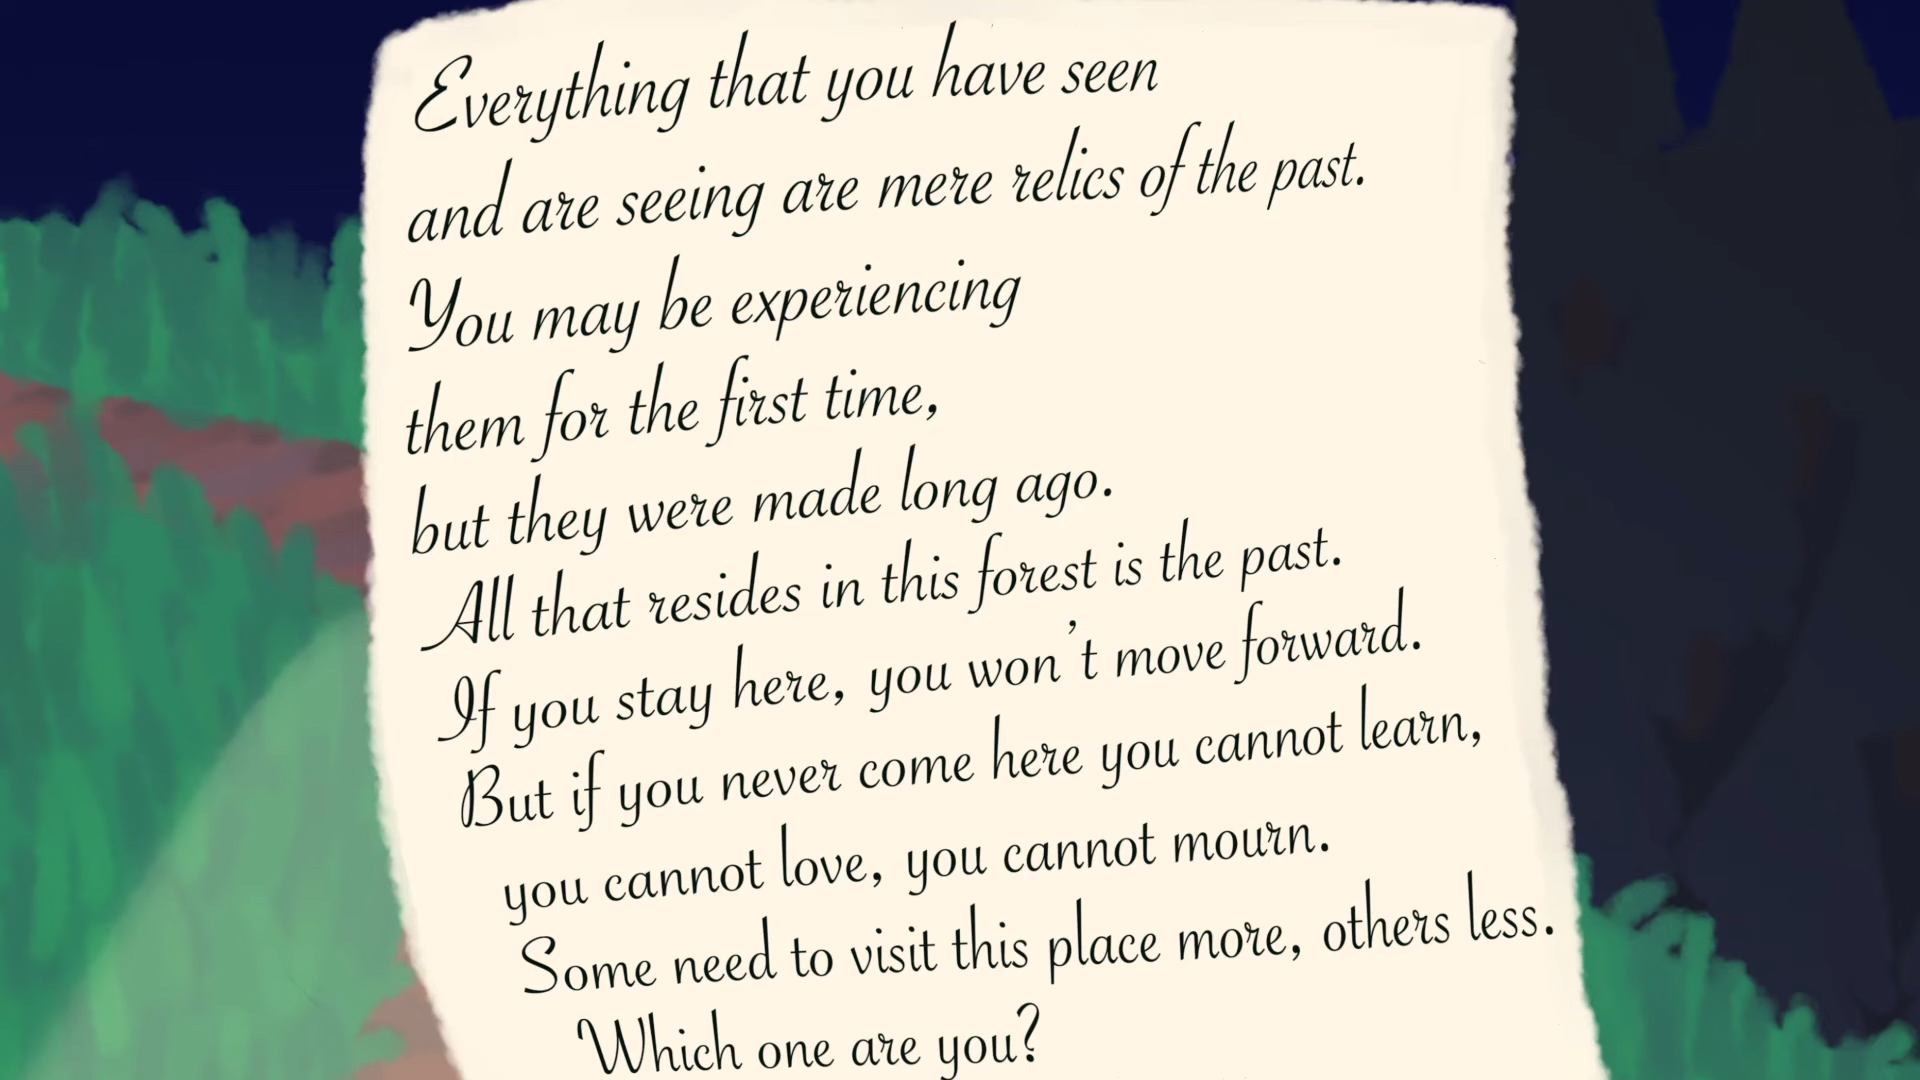 Everything that you have seen
and are seeing are mere relics of the past.
You may be experiencing
them for the first time,
but they were made long ago.
All that resides in this forest is the past.
If you stay here, you won't move forward.
But if you never come here you cannot learn,
you cannot love, you cannot mourn.
Some need to visit this place more, others less.
Which one are you?